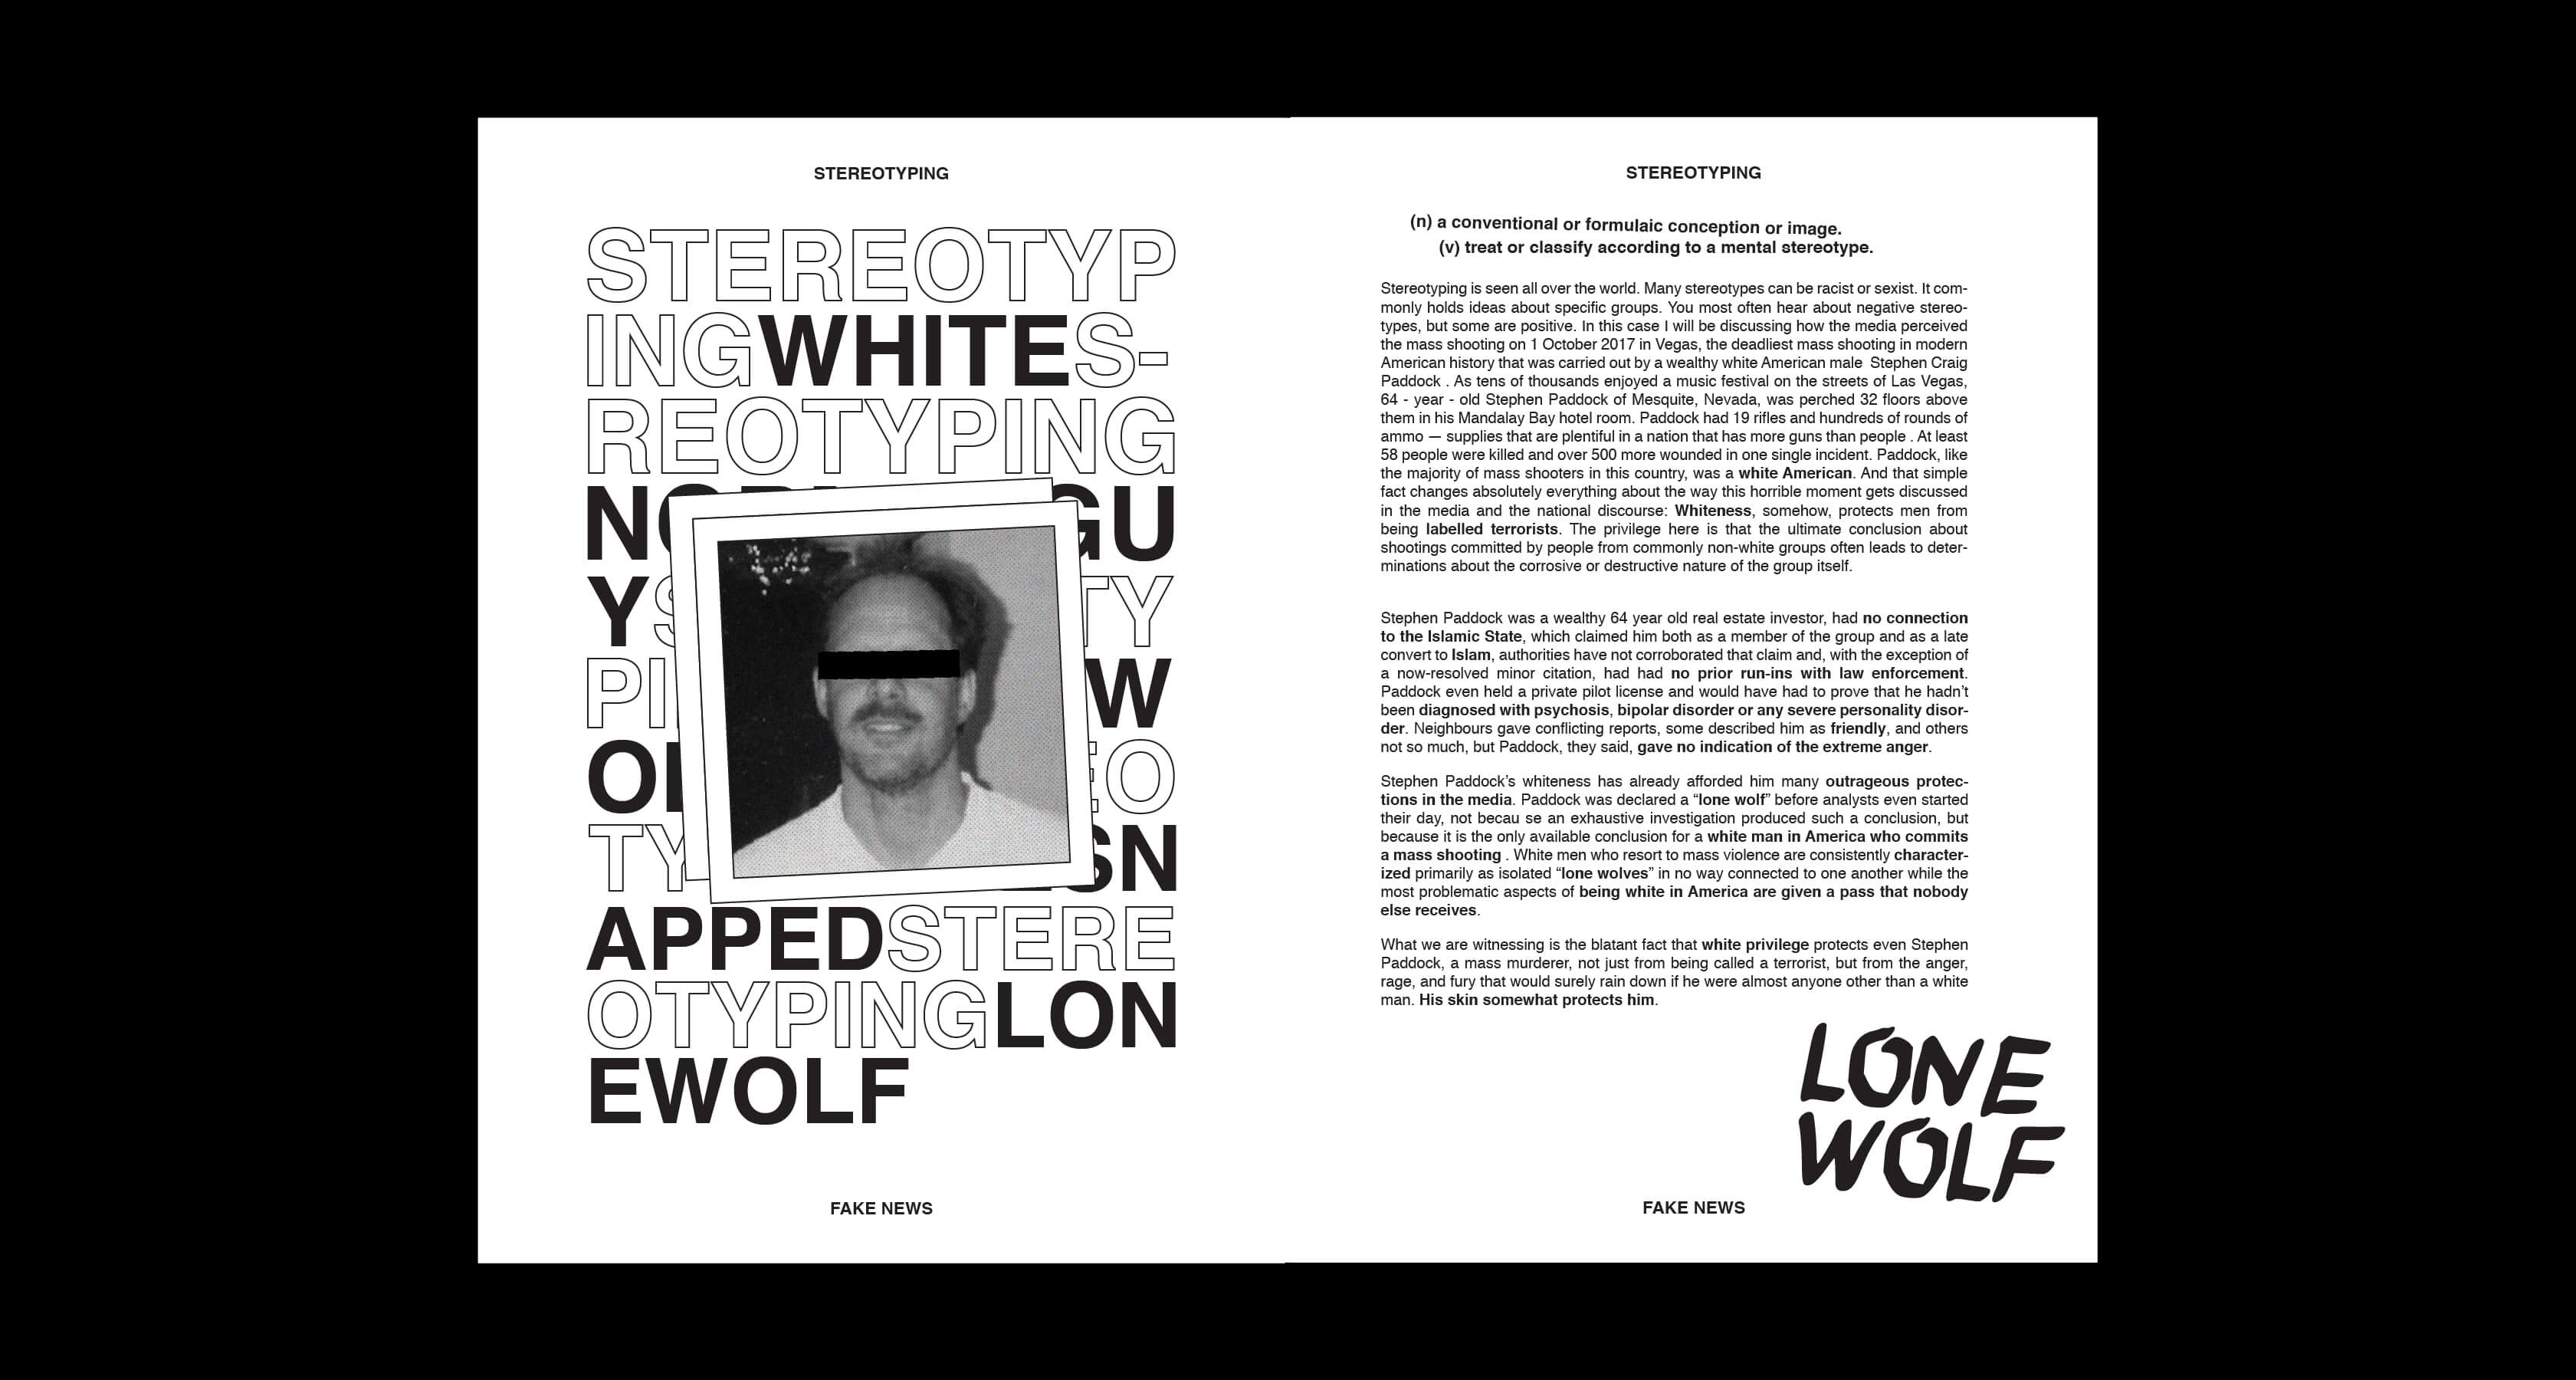 STEREOTYPING
STEREOTYP
INGWHITES-
REOTYPING
GU
Y
TY
PI
W
EO
TY
SN
APPEDSTERE
OTYPINGLON
EWOLF
FAKE NEWS
STEREOTYPING
(n) a conventional or formulaic conception or image.
(v) treat or classify according to a mental stereotype.
Stereotyping is seen all over the world. Many stereotypes can be racist or sexist. It com-
monly holds ideas about specific groups. You most often hear about negative stereo-
types, but some are positive. In this case I will be discussing how the media perceived
the mass shooting on 1 October 2017 in Vegas, the deadliest mass shooting in modern
American history that was carried out by a wealthy white American male  Stephen Craig
Paddock . As tens of thousands enjoyed a music festival on the streets of Las Vegas,
64 - year - old Stephen Paddock of Mesquite, Nevada, was perched 32 floors above
them in his Mandalay Bay hotel room. Paddock had 19 rifles and hundreds of rounds of
ammo — supplies that are plentiful in a nation that has more guns than people . At least
58 people were killed and over 500 more wounded in one single incident. Paddock, like
the majority of mass shooters in this country, was a white American. And that simple
fact changes absolutely everything about the way this horrible moment gets discussed
in the media and the national discourse: Whiteness, somehow, protects men from
being labelled terrorists. The privilege here is that the ultimate conclusion about
shootings committed by people from commonly non-white groups often leads to deter-
minations about the corrosive or destructive nature of the group itself.
Stephen Paddock was a wealthy 64 year old real estate investor, had no connection
to the Islamic State, which claimed him both as a member of the group and as a late
convert to Islam, authorities have not corroborated that claim and, with the exception of
a now-resolved minor citation, had had no prior run-ins with law enforcement.
Paddock even held a private pilot license and would have had to prove that he hadn't
been diagnosed with psychosis, bipolar disorder or any severe personality disor-
der. Neighbours gave conflicting reports, some described him as friendly, and others
not so much, but Paddock, they said, gave no indication of the extreme anger.
Stephen Paddock's whiteness has already afforded him many outrageous protec-
tions in the media. Paddock was declared a “lone wolf” before analysts even started
their day, not becau se an exhaustive investigation produced such a conclusion, but
because it is the only available conclusion for a white man in America who commits
a mass shooting . White men who resort to mass violence are consistently character-
ized primarily as isolated “lone wolves” in no way connected to one another while the
most problematic aspects of being white in America are given a pass that nobody
else receives.
What we are witnessing is the blatant fact that white privilege protects even Stephen
Paddock, a mass murderer, not just from being called a terrorist, but from the anger,
rage, and fury that would surely rain down if he were almost anyone other than a white
man. His skin somewhat protects him.
LONE
WOLF
FAKE NEWS